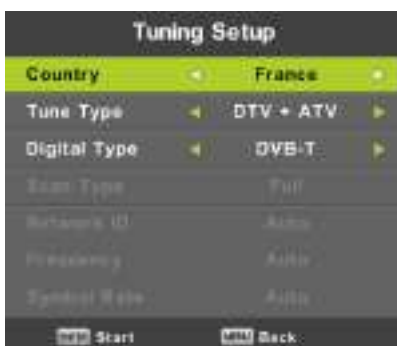 Tuning Setup
Country France
Tune Type DTV + ATV
Digital Type DVB-T
Scan Type Full
Network ID Auto
Frequency Auto
Symbol Rate Auto
Start MENU Back